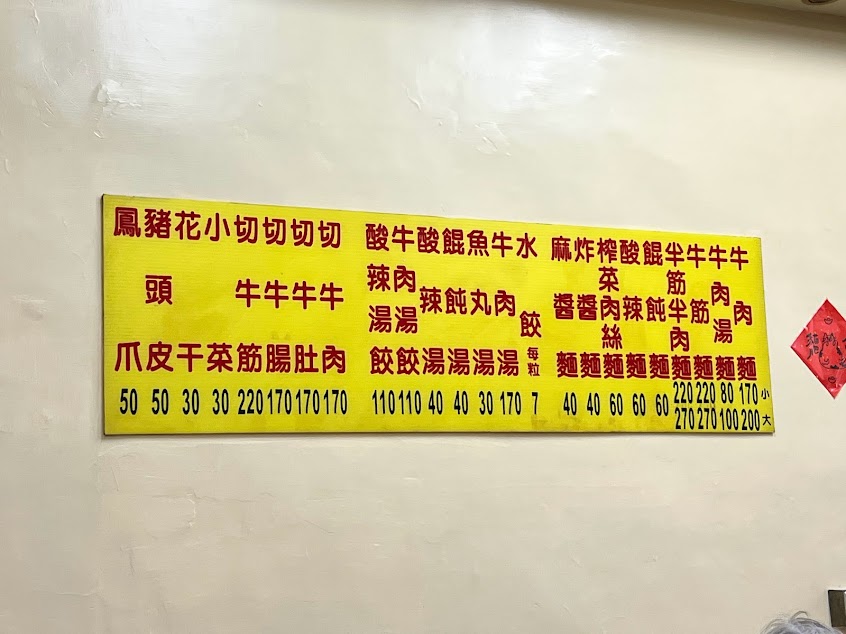 小 大
牛肉麵 170 200
牛肉湯麵 80 100
牛筋麵 220 270
半筋半肉麵 220 270
餛飩麵 60
酸辣麵 60
榨菜肉絲麵 60
炸醬麵 40
麻醬麵 40
水餃 每粒 7
牛肉湯 170
魚丸湯 30
餛飩湯 40
酸辣湯 40
牛肉湯餃 110
酸辣湯餃 110
切牛肉 170
切牛肚 170
切牛腸 170
切牛筋 220
小菜 30
花干 30
豬頭皮 50
鳳爪 50